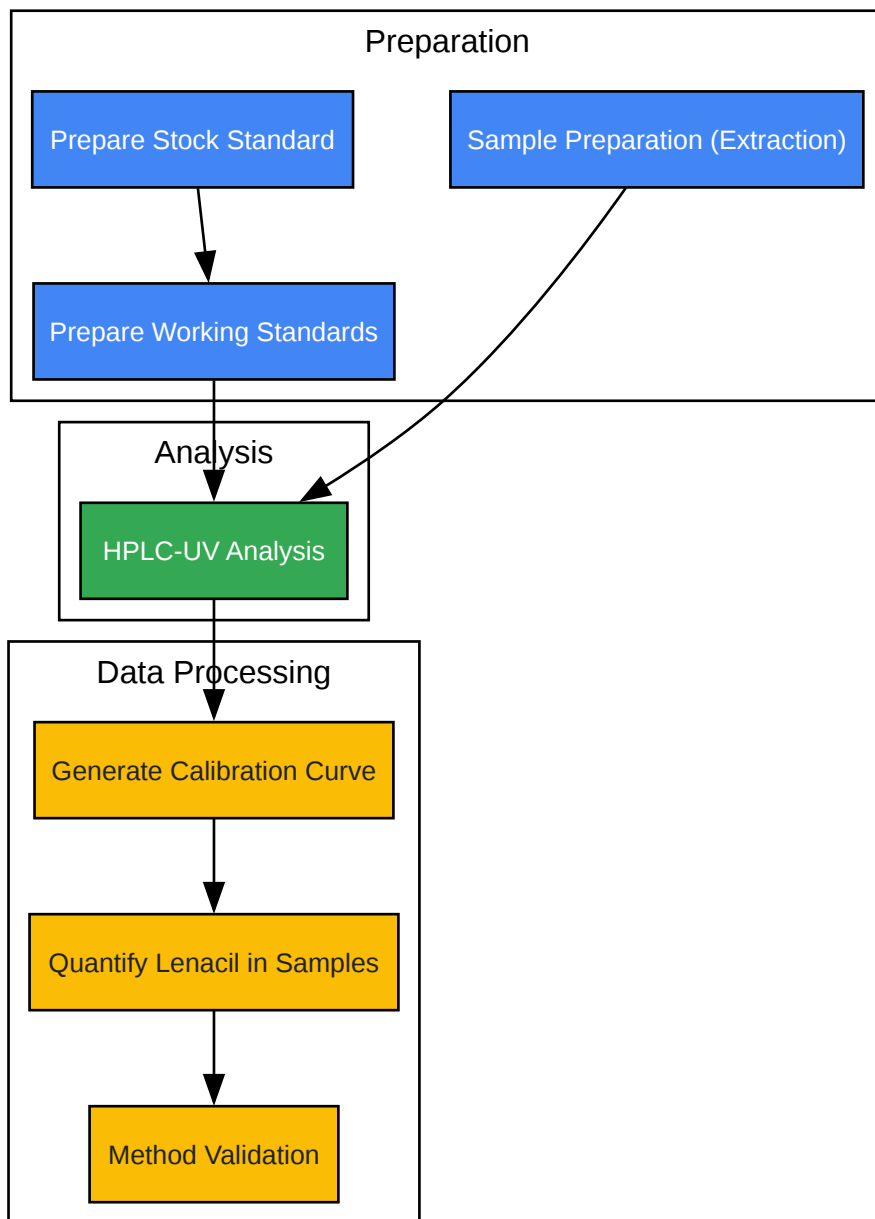 Preparation
Prepare Stock Standard
Sample Preparation (Extraction)
Prepare Working Standards
Analysis
HPLC-UV Analysis
Data Processing
Generate Calibration Curve
Quantify Lenacil in Samples
Method Validation